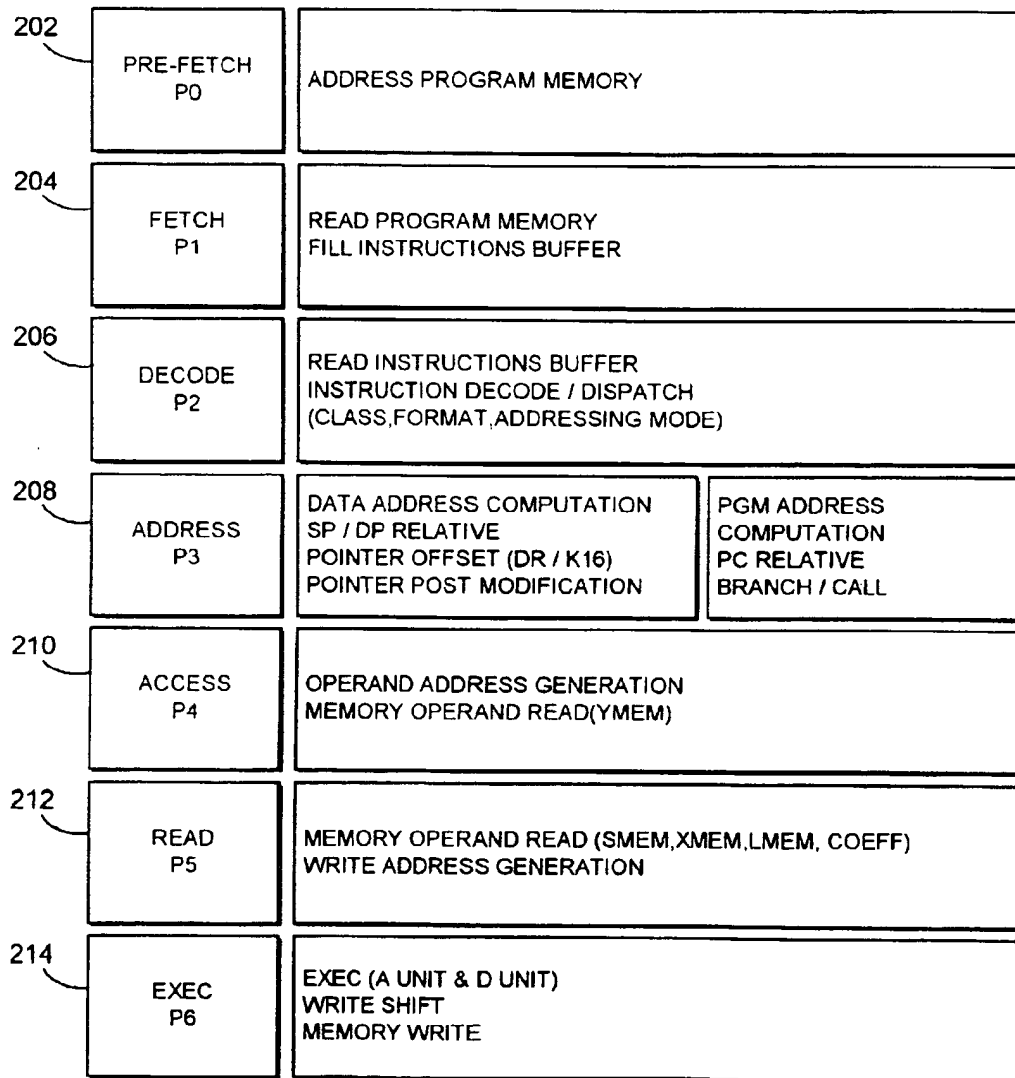 202
PRE-FETCH
P0
ADDRESS PROGRAM MEMORY
204
FETCH
P1
READ PROGRAM MEMORY
FILL INSTRUCTIONS BUFFER
206
DECODE
P2
READ INSTRUCTIONS BUFFER
INSTRUCTION DECODE / DISPATCH
(CLASS,FORMAT,ADDRESSING MODE)
208
ADDRESS
P3
DATA ADDRESS COMPUTATION
SP / DP RELATIVE
POINTER OFFSET (DR / K16)
POINTER POST MODIFICATION
PGM ADDRESS
COMPUTATION
PC RELATIVE
BRANCH / CALL
210
ACCESS
P4
OPERAND ADDRESS GENERATION
MEMORY OPERAND READ(YMEM)
212
READ
P5
MEMORY OPERAND READ (SMEM,XMEM,LMEM, COEFF)
WRITE ADDRESS GENERATION
214
EXEC
P6
EXEC (A UNIT & D UNIT)
WRITE SHIFT
MEMORY WRITE